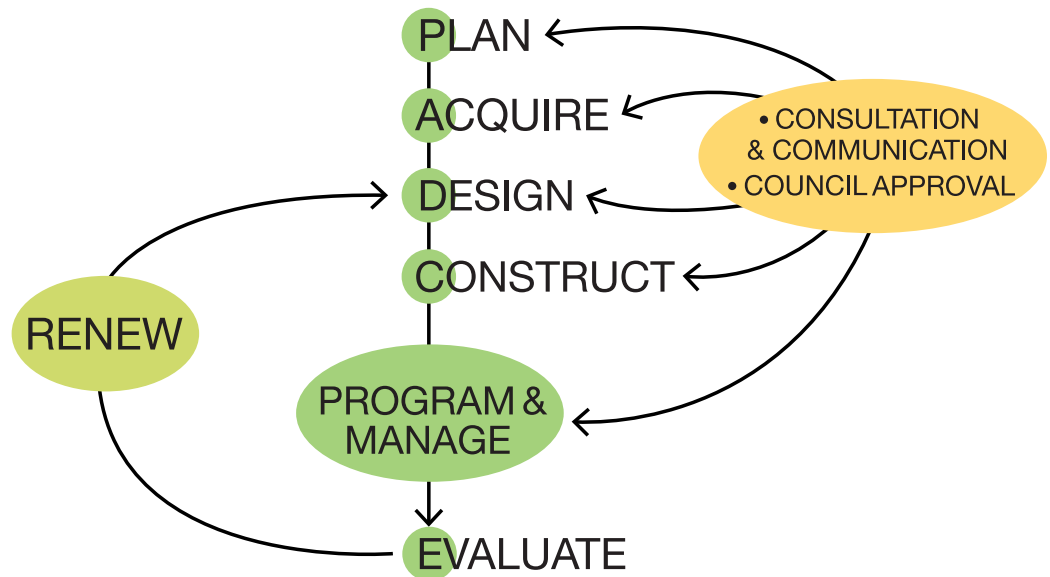 PLAN
ACQUIRE
• CONSULTATION
& COMMUNICATION
• COUNCIL APPROVAL
DESIGN
CONSTRUCT
RENEW
PROGRAM &
MANAGE
EVALUATE